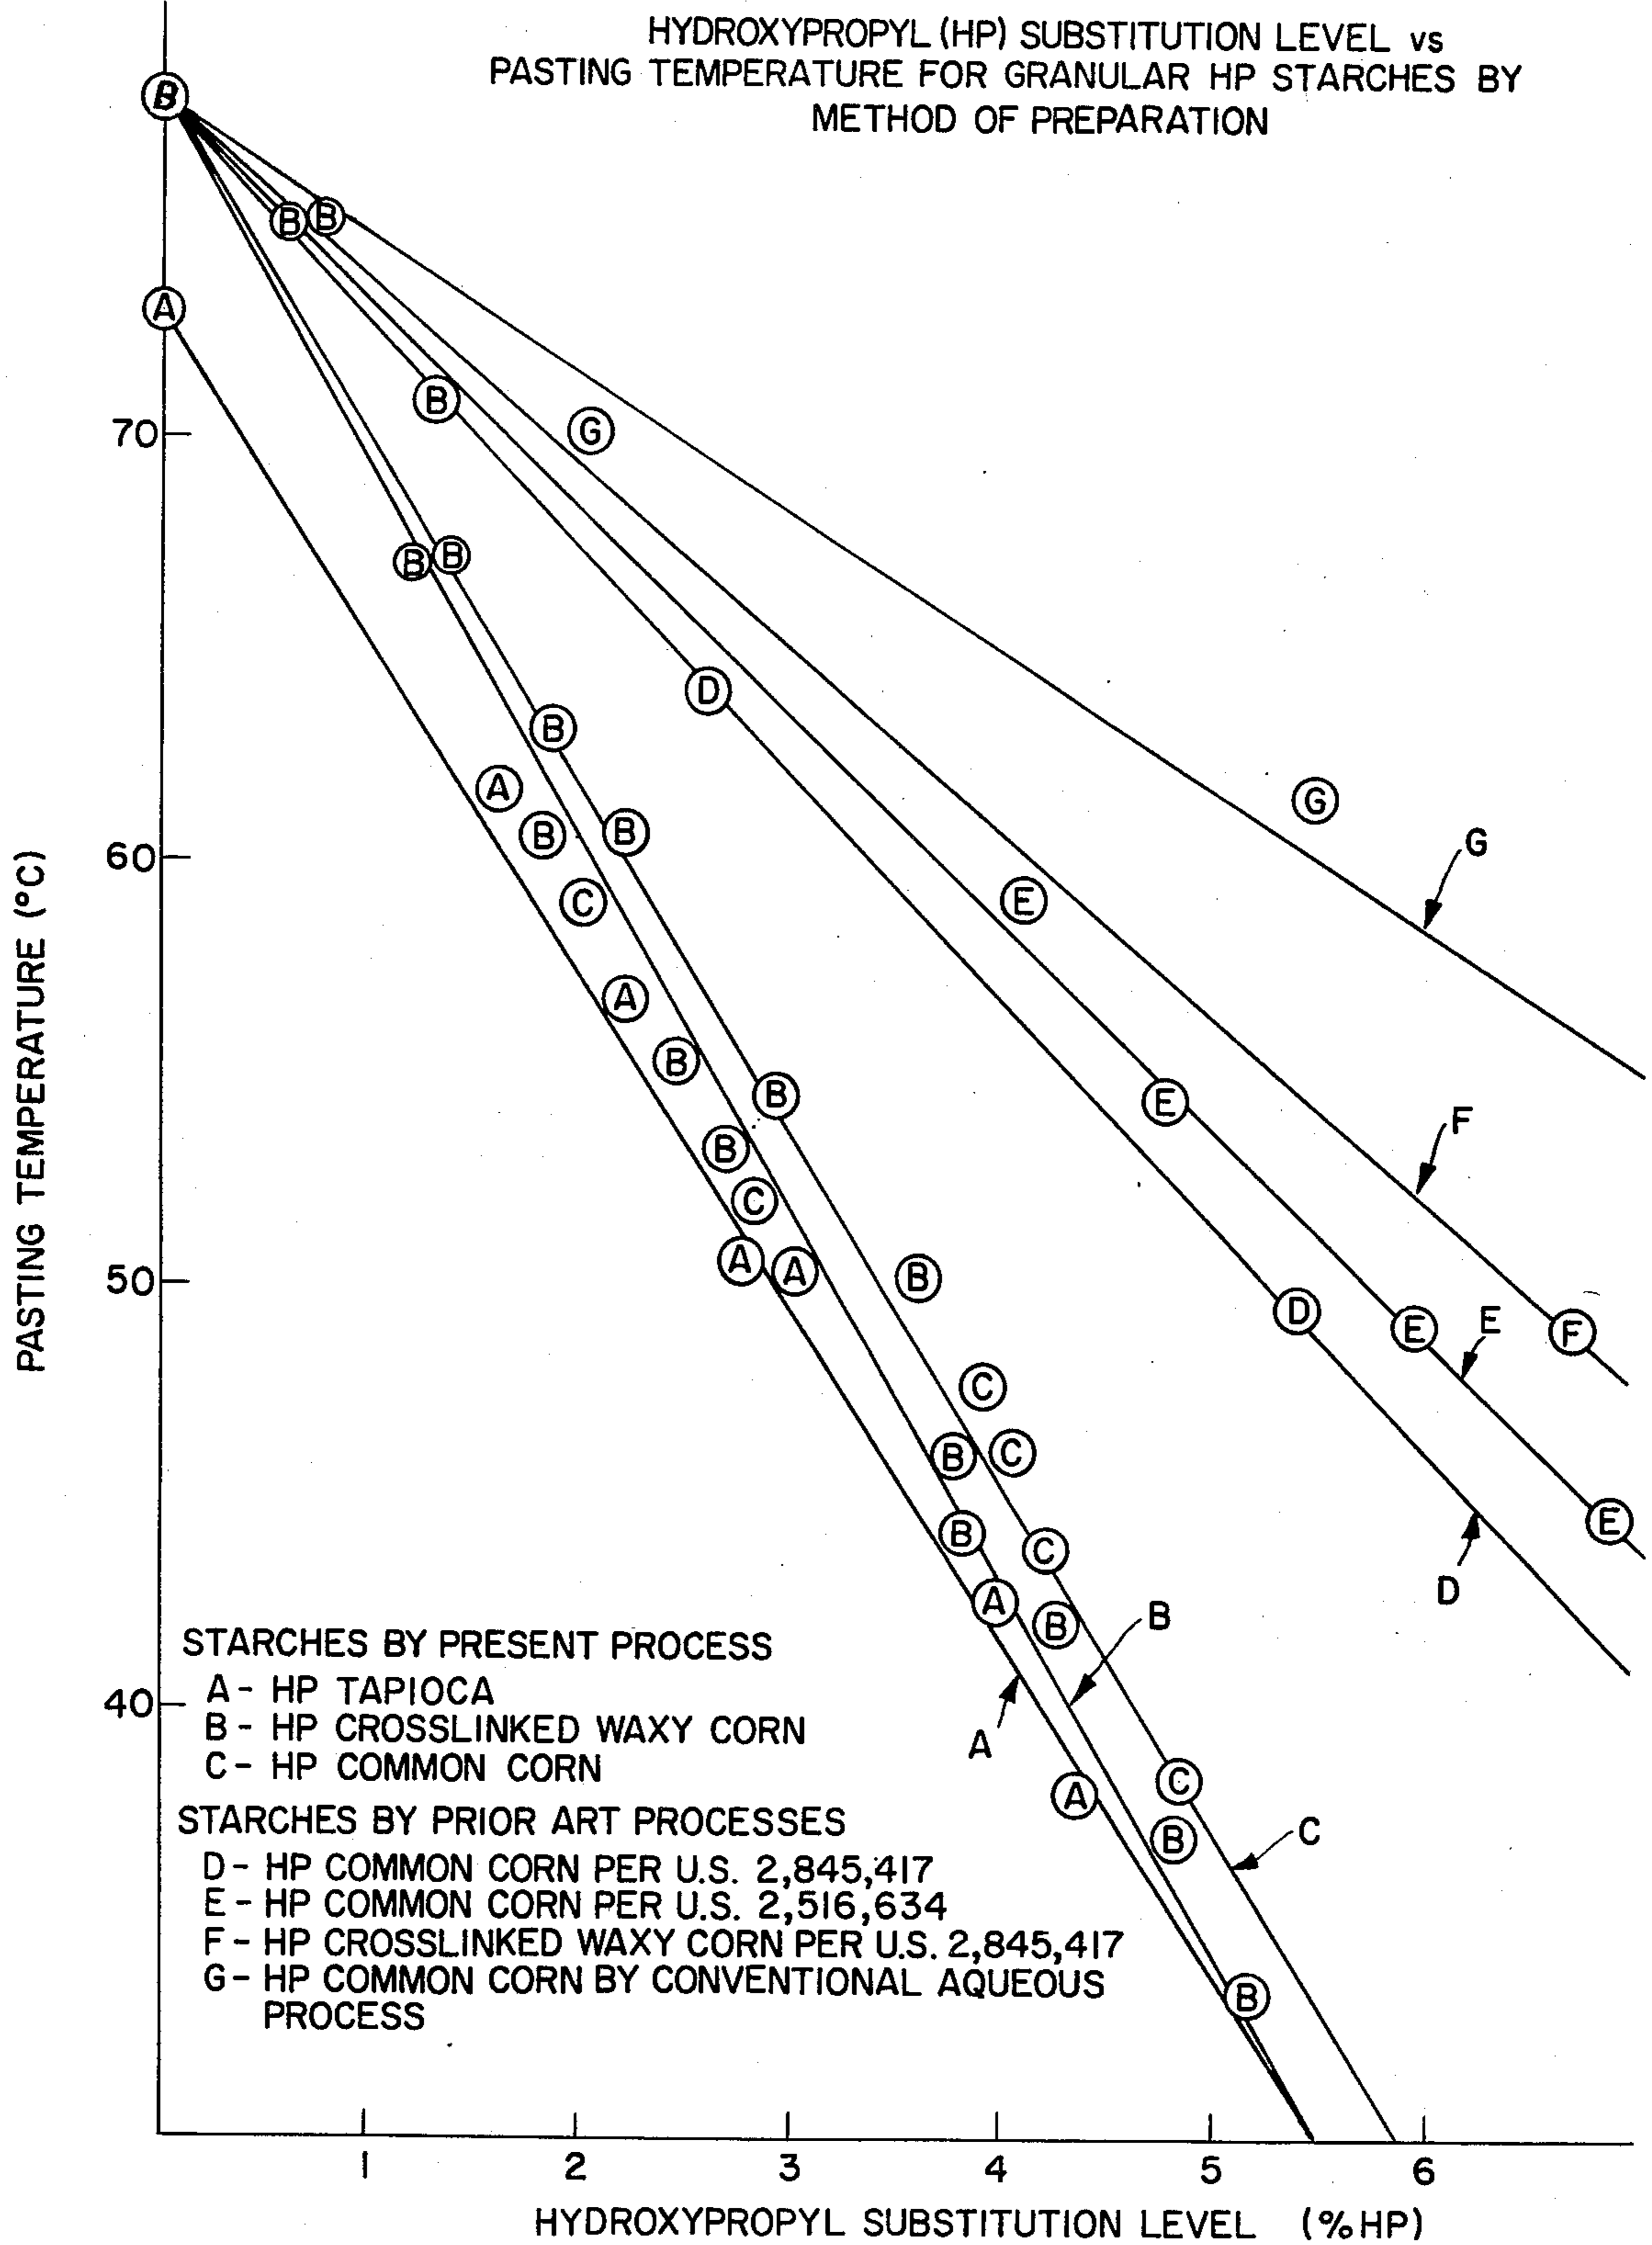 HYDROXYPROPYL (HP) SUBSTITUTION LEVEL vs
PASTING TEMPERATURE FOR GRANULAR HP STARCHES BY
METHOD OF PREPARATION
B
B
B
A
B
70
G
B
B
D
B
A
G
B
B
G
60
E
C
A
B
E
B
F
B
C
A
A
B
50
D
E
E
F
C
B
C
B
C
E
D
A
B
B
STARCHES BY PRESENT PROCESS
A - HP TAPIOCA
B - HP CROSSLINKED WAXY CORN
C - HP COMMON CORN
40
A
A
C
B
C
STARCHES BY PRIOR ART PROCESSES
D - HP COMMON CORN PER U.S. 2,845,417
E - HP COMMON CORN PER U.S. 2,516,634
F - HP CROSSLINKED WAXY CORN PER U.S. 2,845,417
G - HP COMMON CORN BY CONVENTIONAL AQUEOUS
PROCESS
B
PASTING TEMPERATURE (°C)
1 2 3 4 5 6
HYDROXYPROPYL SUBSTITUTION LEVEL (%HP)